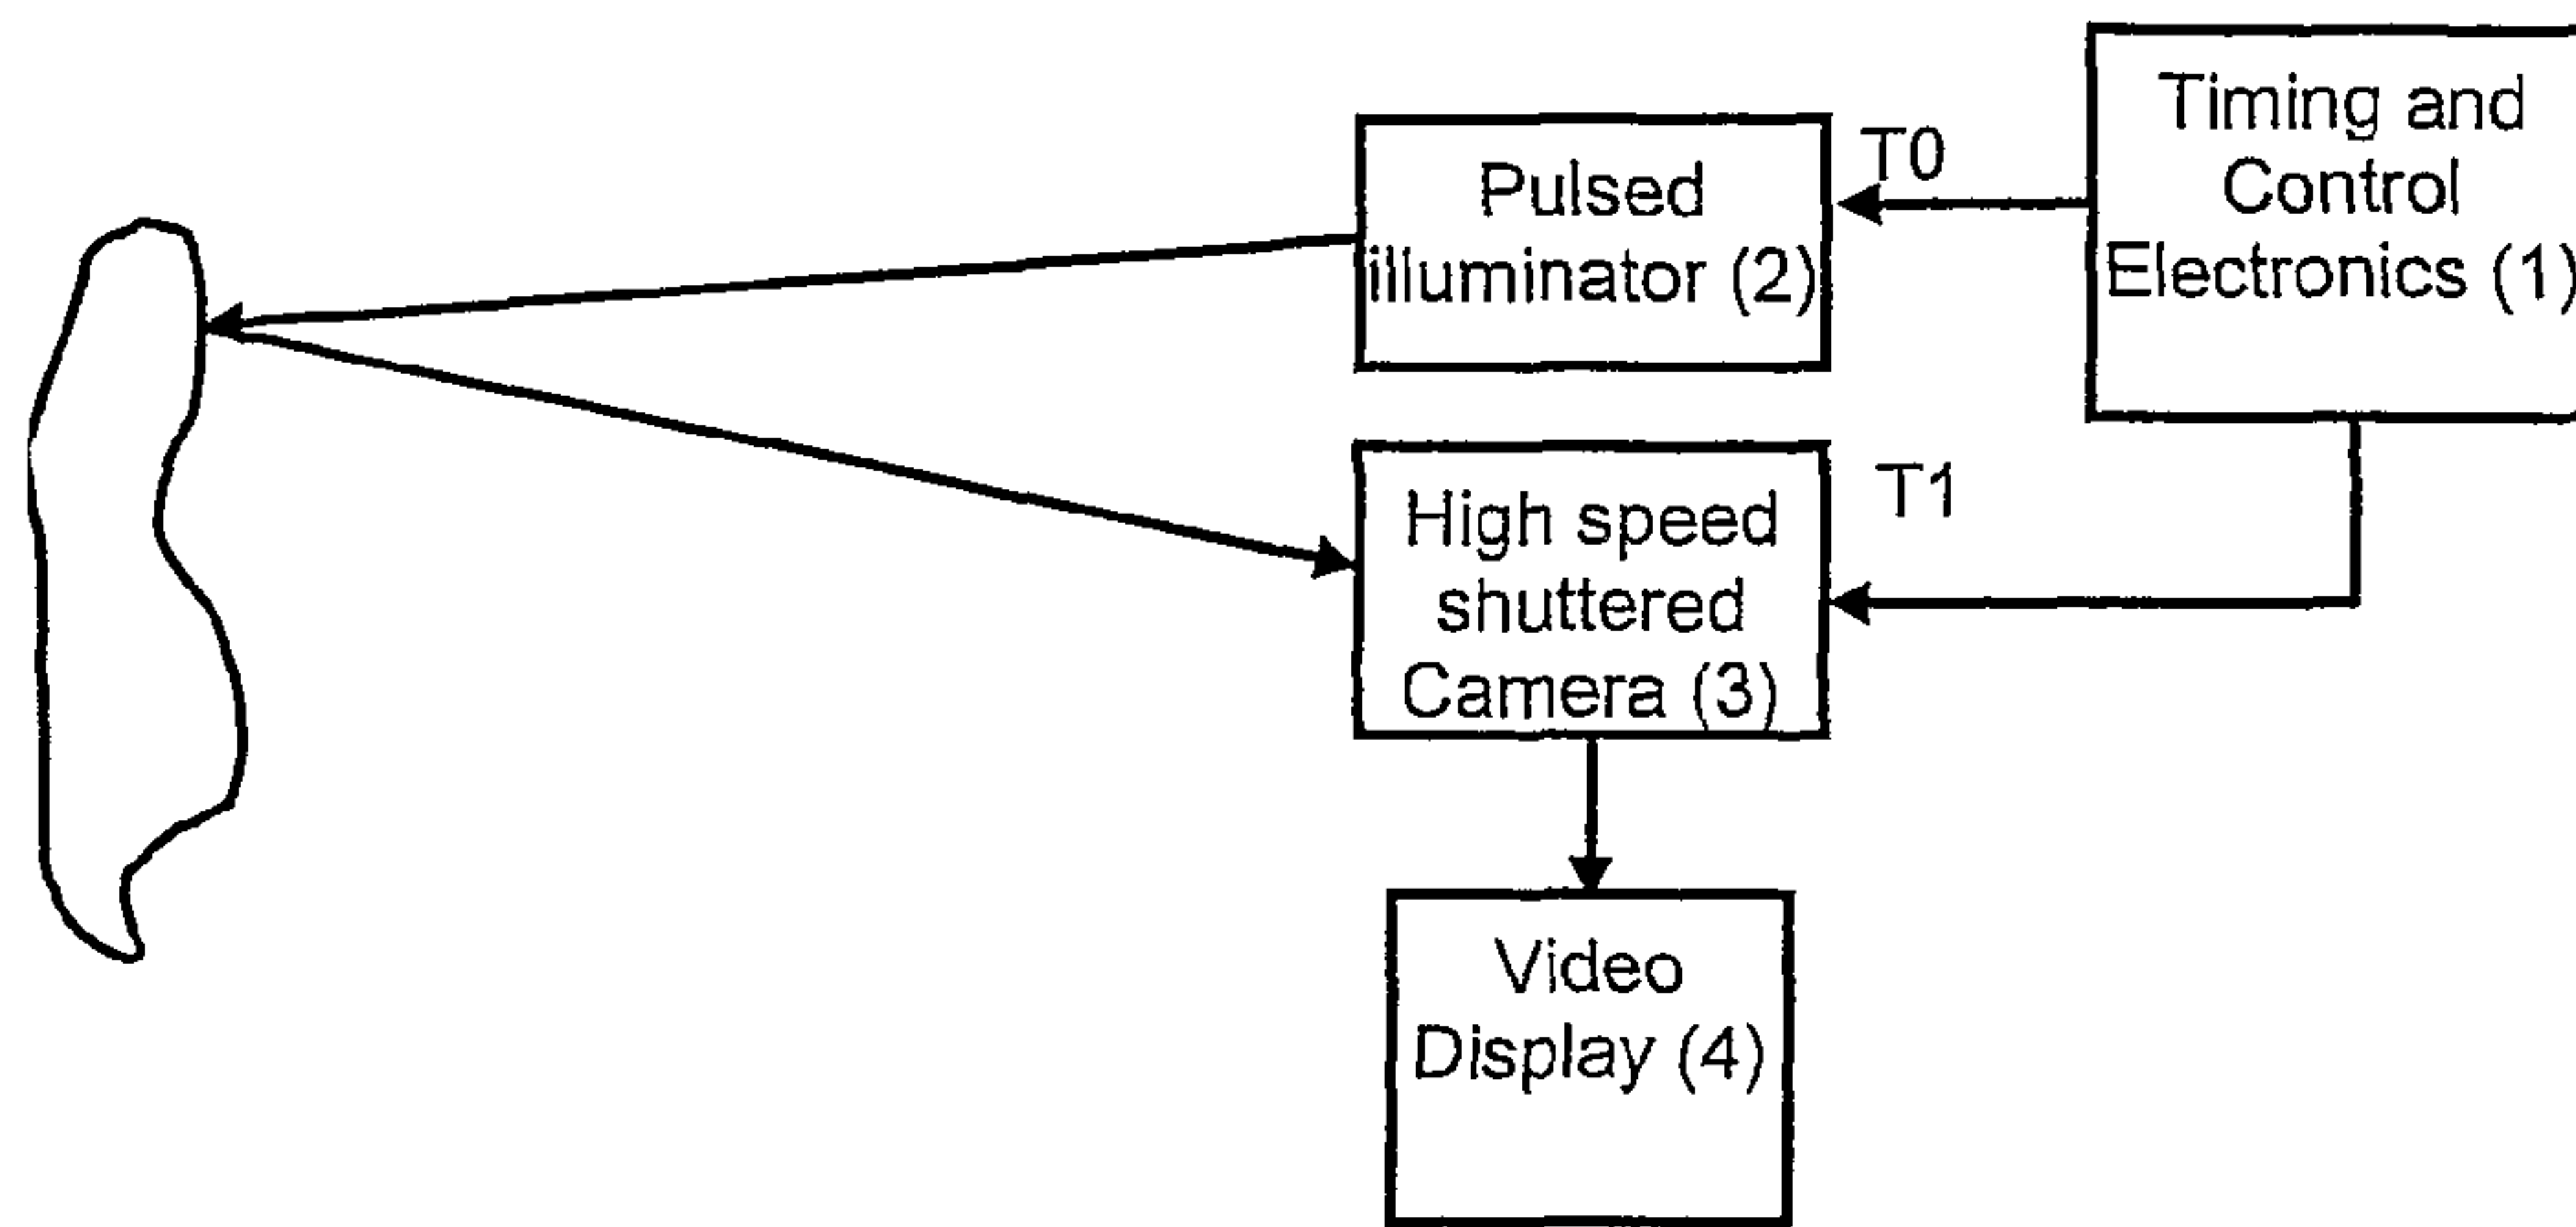 Timing and
Control
Electronics (1)
T0
Pulsed
illuminator (2)
T1
High speed
shuttered
Camera (3)
Video
Display (4)